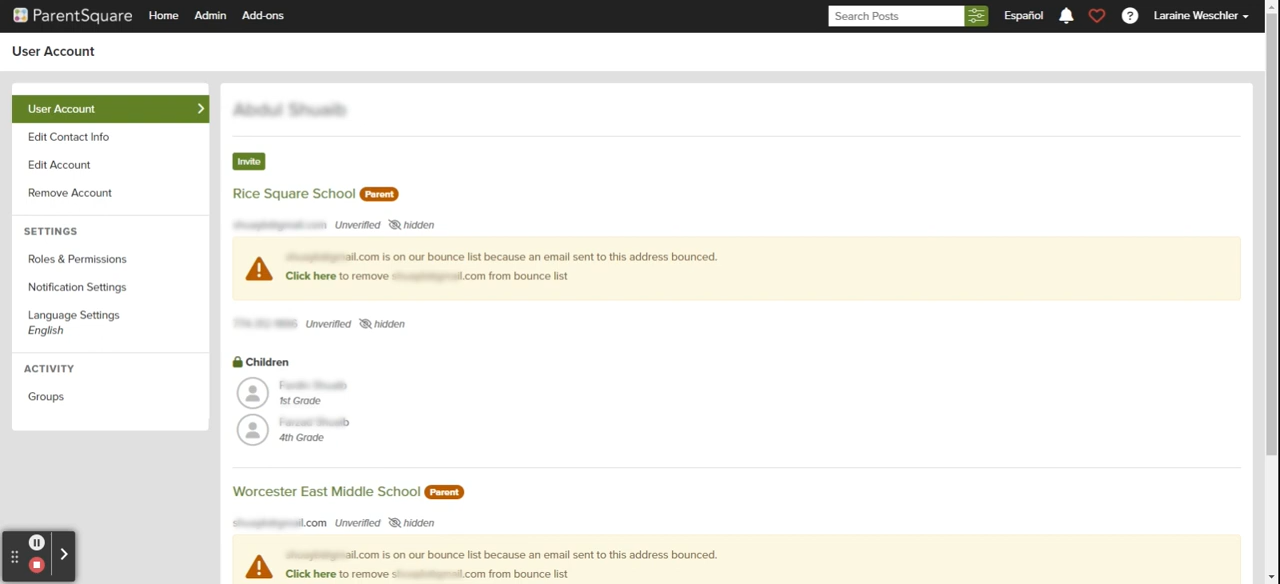 ParentSquare Home Admin Add-ons Search Posts Español ? Laraine Weschler
User Account
User Account
Edit Contact Info
Edit Account
Remove Account
SETTINGS
Roles & Permissions
Notification Settings
Language Settings
English
ACTIVITY
Groups
Invite
Rice Square School Parent
Unverified hidden
ail.com is on our bounce list because an email sent to this address bounced.
Click here to remove l.com from bounce list
Unverified hidden
Children
1st Grade
4th Grade
Worcester East Middle School Parent
l.com Unverified hidden
ail.com is on our bounce list because an email sent to this address bounced.
Click here to remove l.com from bounce list